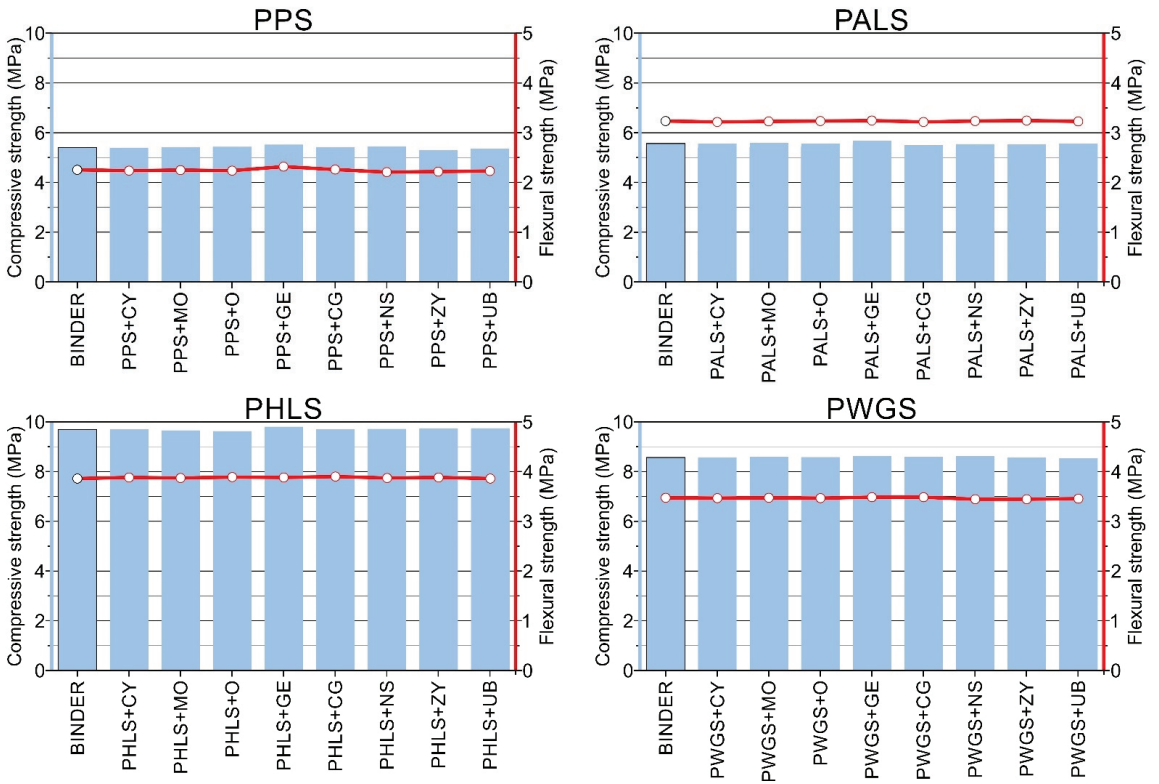 PPS
Compressive strength (MPa)
10
8
6
4
2
0
5
4
3
2
1
0
Flexural strength (MPa)
BINDER
PPS+CY
PPS+MO
PPS+O
PPS+GE
PPS+CG
PPS+NS
PPS+ZY
PPS+UB
PALS
Compressive strength (MPa)
10
8
6
4
2
0
5
4
3
2
1
0
Flexural strength (MPa)
BINDER
PALS+CY
PALS+MO
PALS+O
PALS+GE
PALS+CG
PALS+NS
PALS+ZY
PALS+UB
PHLS
Compressive strength (MPa)
10
8
6
4
2
0
5
4
3
2
1
0
Flexural strength (MPa)
BINDER
PHLS+CY
PHLS+MO
PHLS+O
PHLS+GE
PHLS+CG
PHLS+NS
PHLS+ZY
PHLS+UB
PWGS
Compressive strength (MPa)
10
8
6
4
2
0
5
4
3
2
1
0
Flexural strength (MPa)
BINDER
PWGS+CY
PWGS+MO
PWGS+O
PWGS+GE
PWGS+CG
PWGS+NS
PWGS+ZY
PWGS+UB